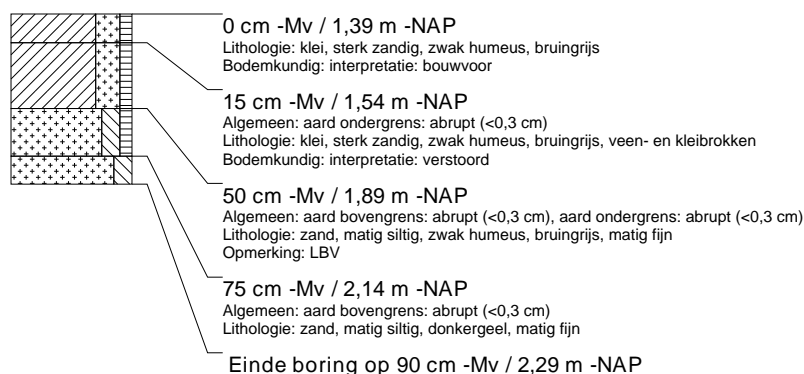 0 cm -Mv / 1,39 m -NAP
Lithologie: klei, sterk zandig, zwak humeus, bruingrijs
Bodemkundig: interpretatie: bouwvoor
15 cm -Mv / 1,54 m -NAP
Algemeen: aard ondergrens: abrupt (<0,3 cm)
Lithologie: klei, sterk zandig, zwak humeus, bruingrijs, veen- en kleibrokken
Bodemkundig: interpretatie: verstoord
50 cm -Mv / 1,89 m -NAP
Algemeen: aard bovengrens: abrupt (<0,3 cm), aard ondergrens: abrupt (<0,3 cm)
Lithologie: zand, matig siltig, zwak humeus, bruingrijs, matig fijn
Opmerking: LBV
75 cm -Mv / 2,14 m -NAP
Algemeen: aard bovengrens: abrupt (<0,3 cm)
Lithologie: zand, matig siltig, donkergeel, matig fijn
Einde boring op 90 cm -Mv / 2,29 m -NAP